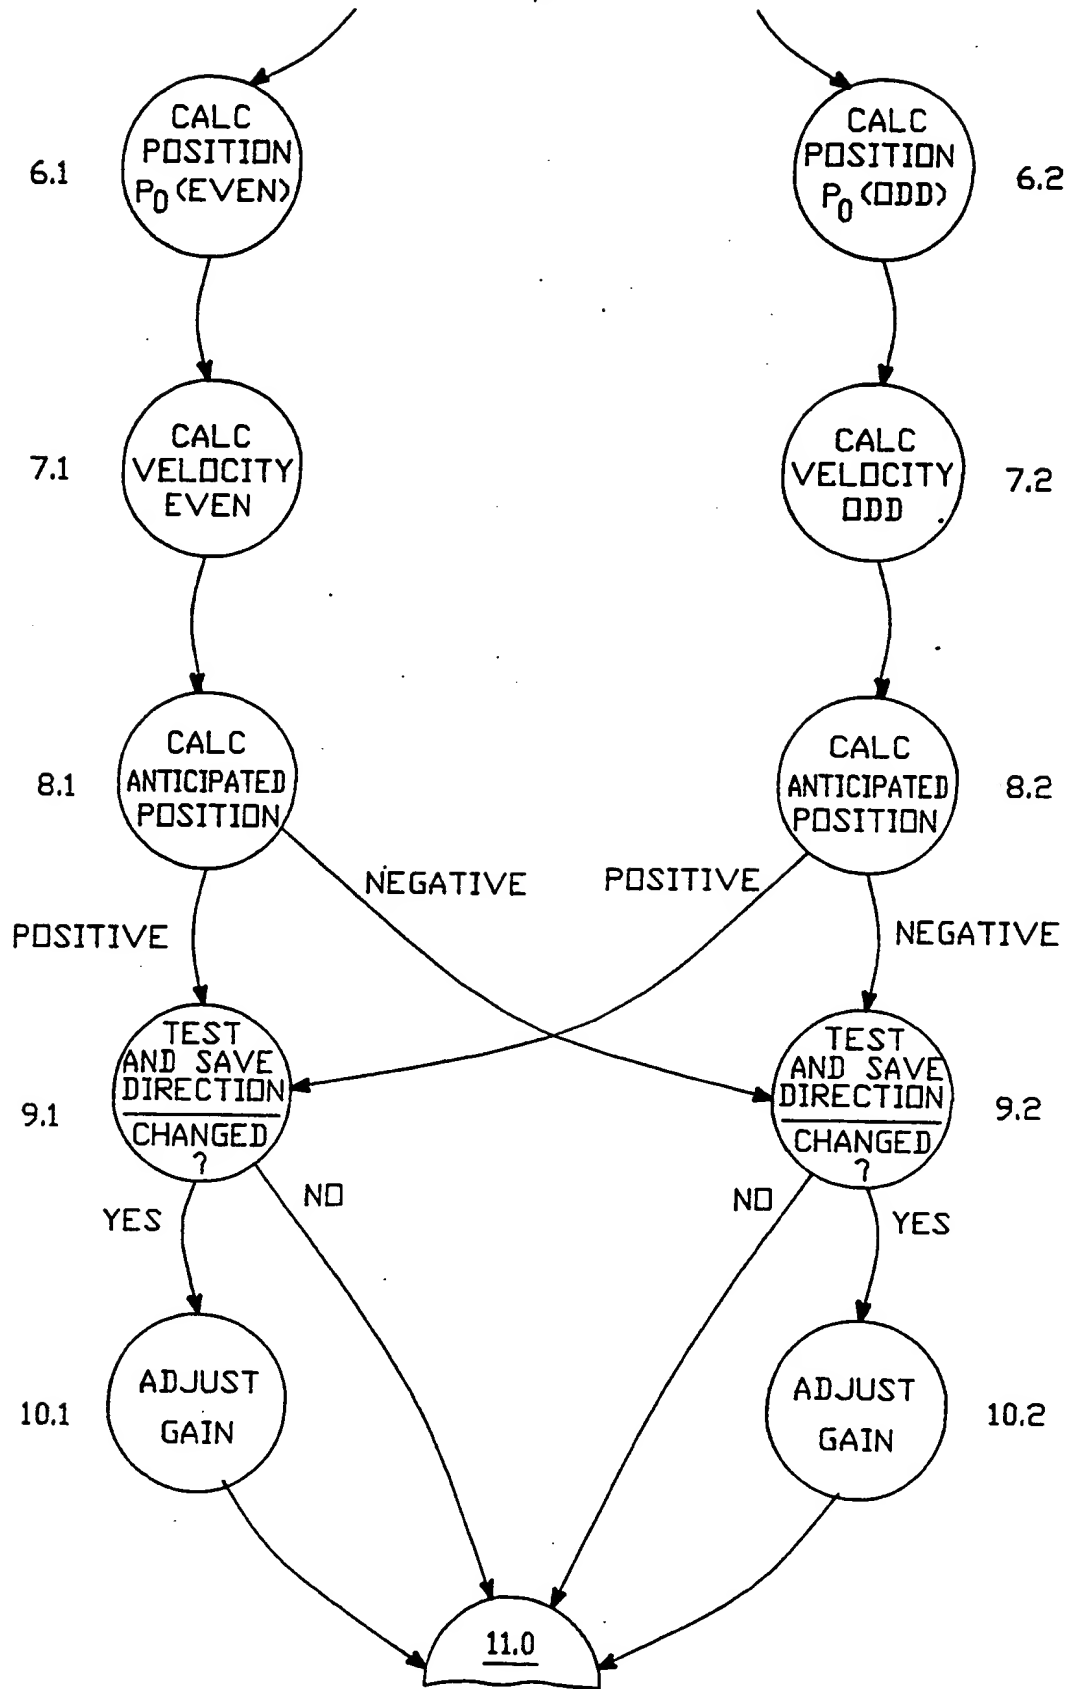 CALC
POSITION
P0 (EVEN)
6.1
CALC
POSITION
P0 (ODD)
6.2
CALC
VELOCITY
EVEN
7.1
CALC
VELOCITY
ODD
7.2
CALC
ANTICIPATED
POSITION
8.1
CALC
ANTICIPATED
POSITION
8.2
NEGATIVE
POSITIVE
POSITIVE
NEGATIVE
TEST
AND SAVE
DIRECTION
CHANGED
?
9.1
TEST
AND SAVE
DIRECTION
CHANGED
?
9.2
YES
NO
NO
YES
ADJUST
GAIN
10.1
ADJUST
GAIN
10.2
11.0